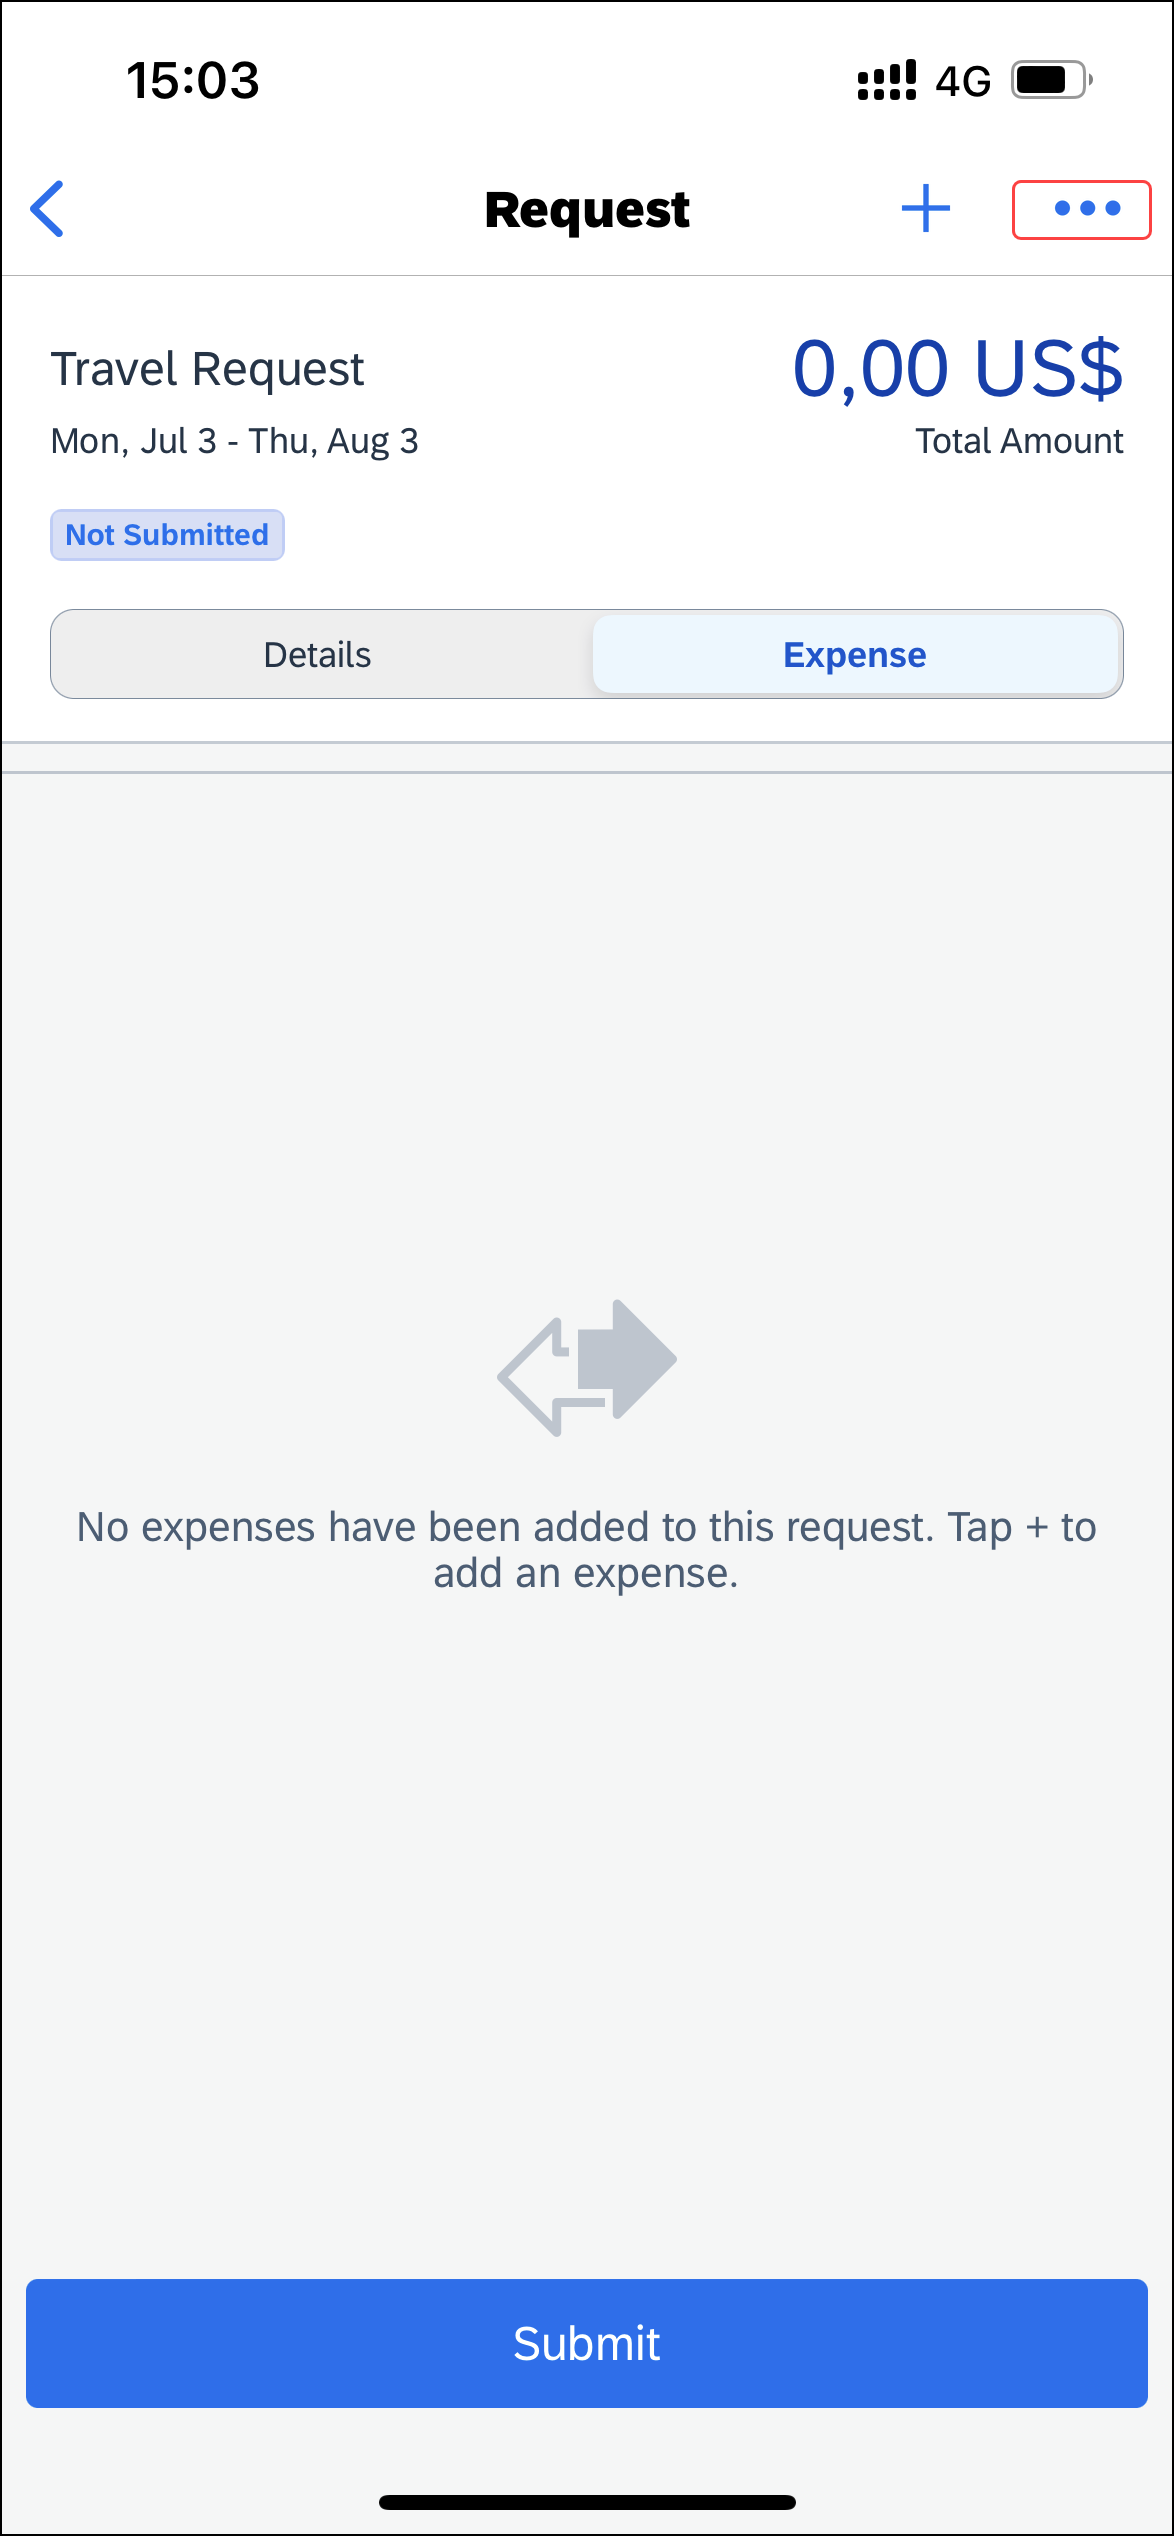 15:03 4G
Request
Travel Request 0,00 US$
Mon, Jul 3 - Thu, Aug 3 Total Amount
Not Submitted
Details Expense
No expenses have been added to this request. Tap + to
add an expense.
Submit